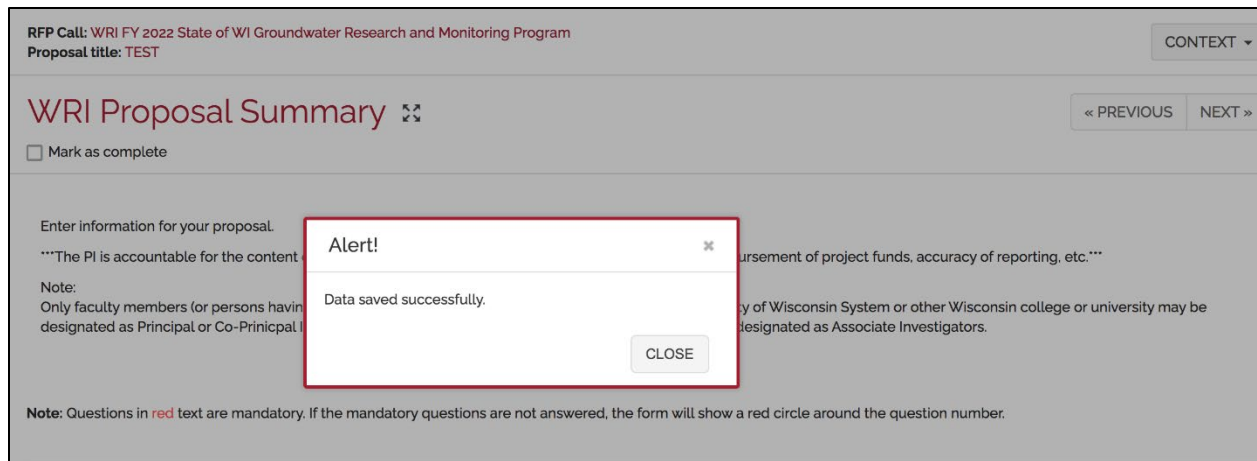 RFP Call: WRI FY 2022 State of WI Groundwater Research and Monitoring Program
Proposal title: TEST
CONTEXT
WRI Proposal Summary
« PREVIOUS NEXT »
Mark as complete
Enter information for your proposal.
***The PI is accountable for the content
ursement of project funds, accuracy of reporting, etc.***
Note:
Only faculty members (or persons havin
y of Wisconsin System or other Wisconsin college or university may be
designated as Principal or Co-Prinicpal I
designated as Associate Investigators.
Alert!
Data saved successfully.
CLOSE
Note: Questions in red text are mandatory. If the mandatory questions are not answered, the form will show a red circle around the question number.